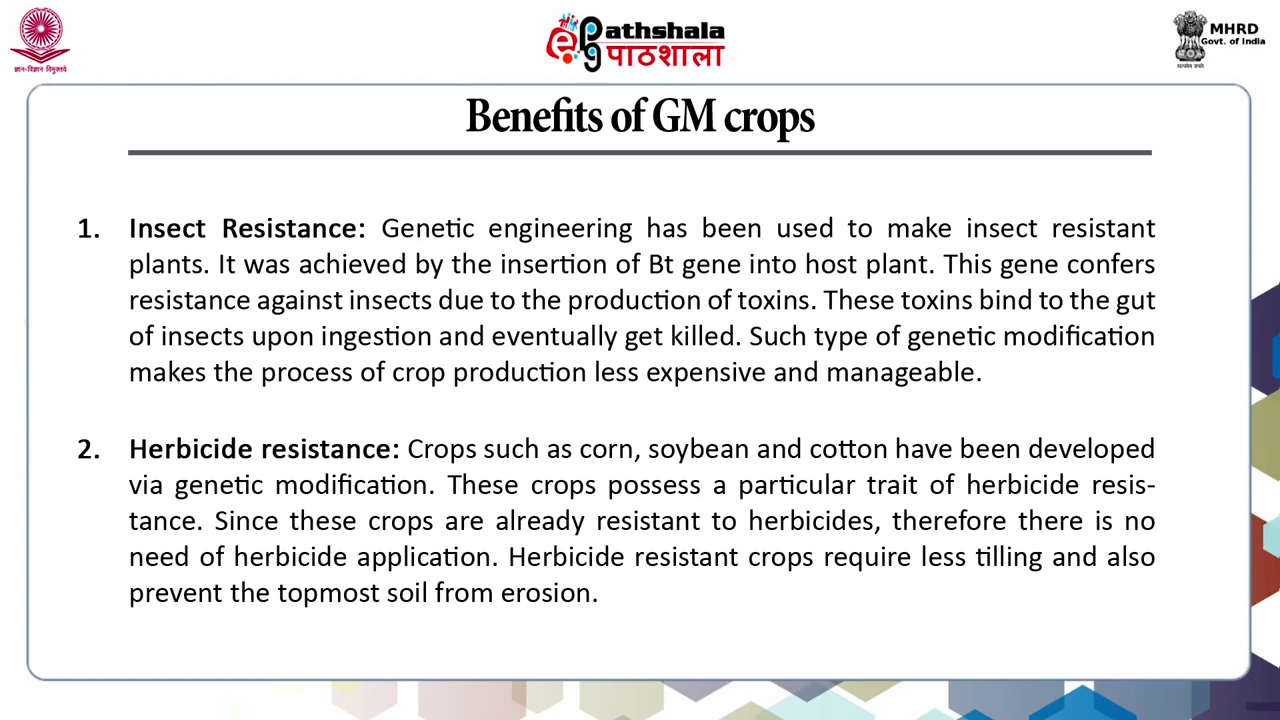 ज्ञान-विज्ञान विमुक्तये
epg Pathshala
पाठशाला
MHRD
Govt. of India
सत्यमेव जयते
Benefits of GM crops
1. Insect Resistance: Genetic engineering has been used to make insect resistant
plants. It was achieved by the insertion of Bt gene into host plant. This gene confers
resistance against insects due to the production of toxins. These toxins bind to the gut
of insects upon ingestion and eventually get killed. Such type of genetic modification
makes the process of crop production less expensive and manageable.
2. Herbicide resistance: Crops such as corn, soybean and cotton have been developed
via genetic modification. These crops possess a particular trait of herbicide resis-
tance. Since these crops are already resistant to herbicides, therefore there is no
need of herbicide application. Herbicide resistant crops require less tilling and also
prevent the topmost soil from erosion.